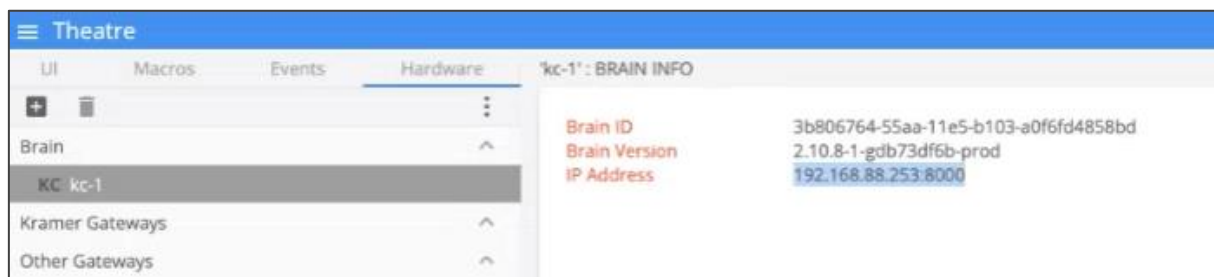 Theatre
UI Macros Events Hardware 'kc-1' : BRAIN INFO
Brain ID 3b806764-55aa-11e5-b103-a0f6fd4858bd
Brain Version 2.10.8-1-gdb73df6b-prod
IP Address 192.168.88.253:8000
Brain
KC kc-1
Kramer Gateways
Other Gateways